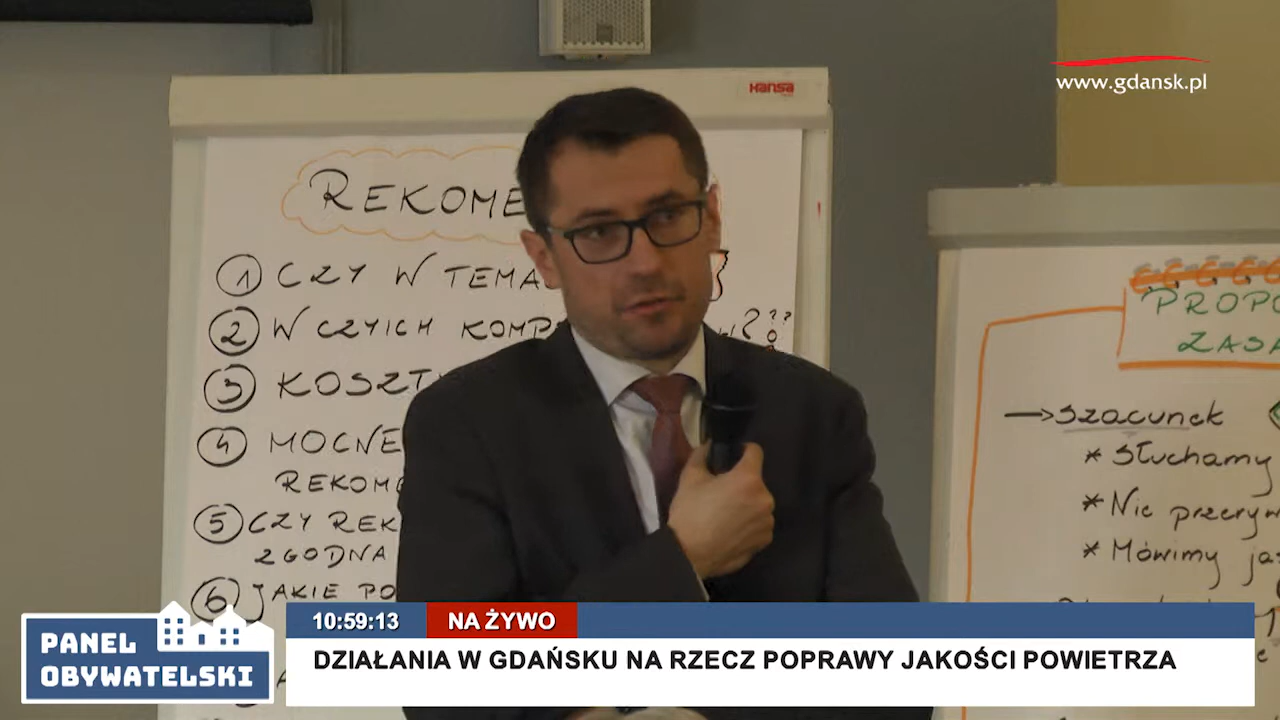 Hansa
www.gdansk.pl
REKOME
1 CZY W TEMA
2 W CZYICH KOMP ??
3 KOSZT
4 MOCNE
REKOME
5 CZY REK
ZGODNA
6 JAKIE PO
PROPO
ZASA
→ Szacunek
* Słuchamy
* Nie przeryw
* Mówimy ja
PANEL
OBYWATELSKI
10:59:13 NA ŻYWO
DZIAŁANIA W GDAŃSKU NA RZECZ POPRAWY JAKOŚCI POWIETRZA